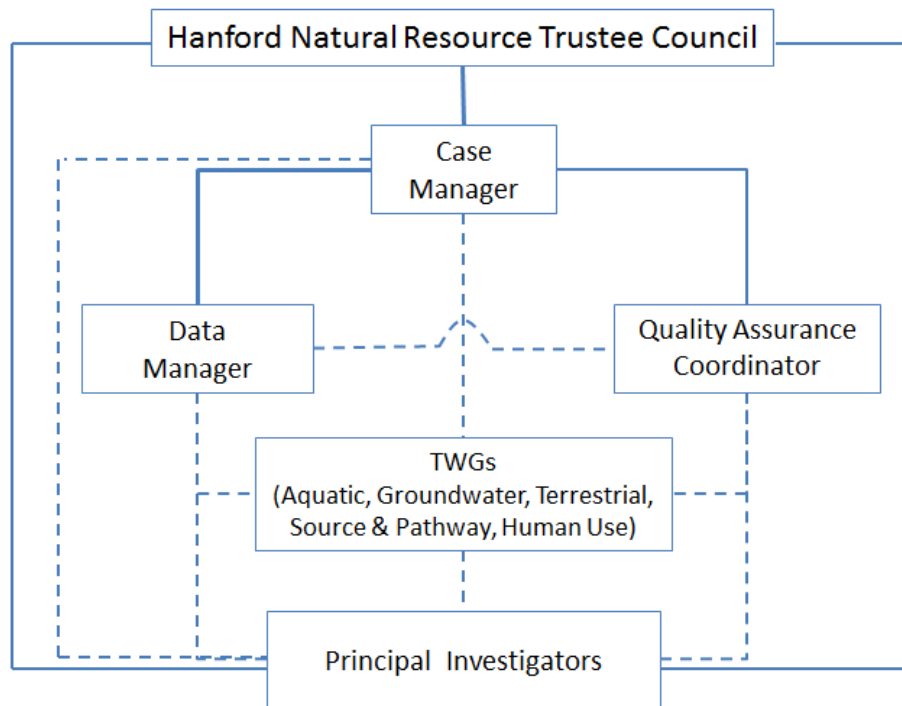 Hanford Natural Resource Trustee Council
Case
Manager
Data
Manager
Quality Assurance
Coordinator
TWGs
(Aquatic, Groundwater, Terrestrial,
Source & Pathway, Human Use)
Principal Investigators